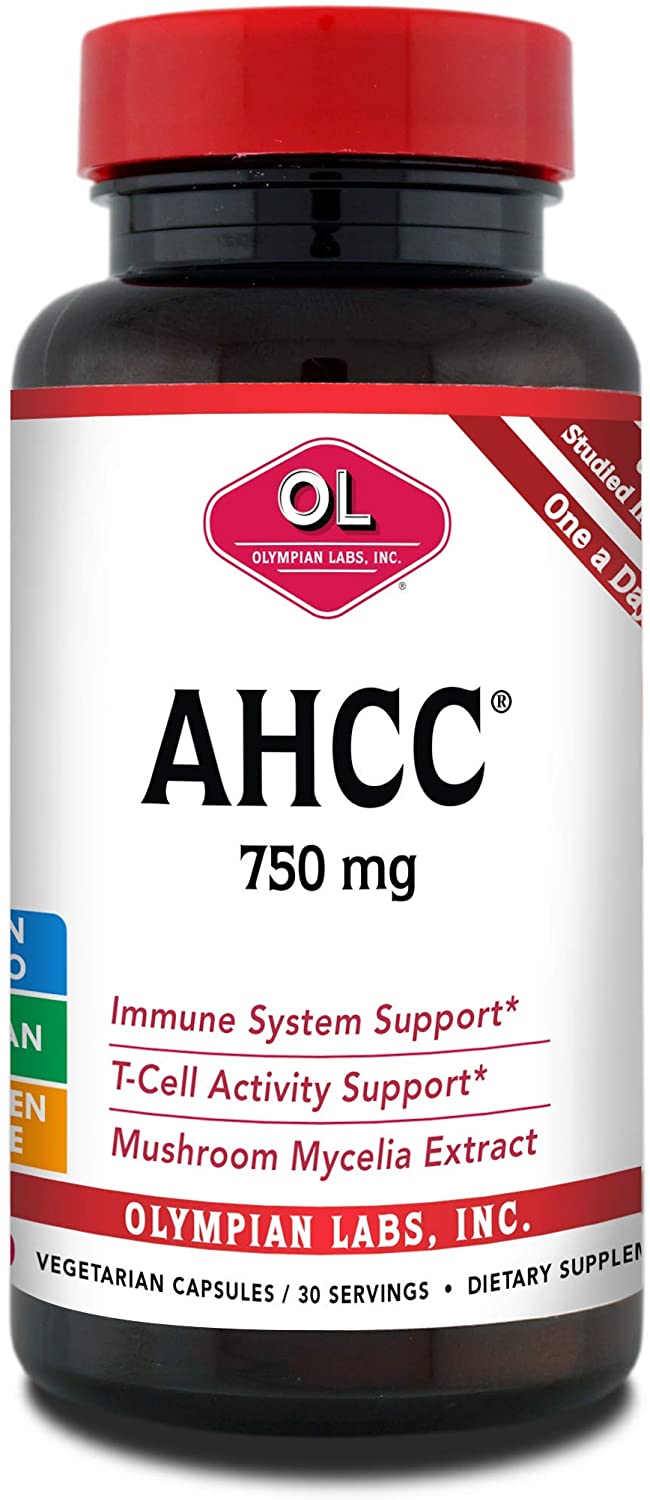 OL
OLYMPIAN LABS, INC.
®
Studied
One a Day
AHCC®
750 mg
Immune System Support*
T-Cell Activity Support*
Mushroom Mycelia Extract
OLYMPIAN LABS, INC.
VEGETARIAN CAPSULES / 30 SERVINGS • DIETARY